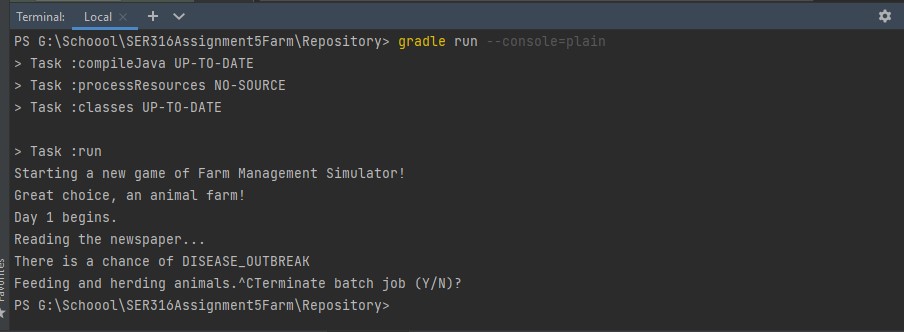 Terminal: Local × + ∨
PS G:\Schoool\SER316Assignment5Farm\Repository> gradle run --console=plain
> Task :compileJava UP-TO-DATE
> Task :processResources NO-SOURCE
> Task :classes UP-TO-DATE
> Task :run
Starting a new game of Farm Management Simulator!
Great choice, an animal farm!
Day 1 begins.
Reading the newspaper...
There is a chance of DISEASE_OUTBREAK
Feeding and herding animals.^CTerminate batch job (Y/N)?
PS G:\Schoool\SER316Assignment5Farm\Repository>
Favorites